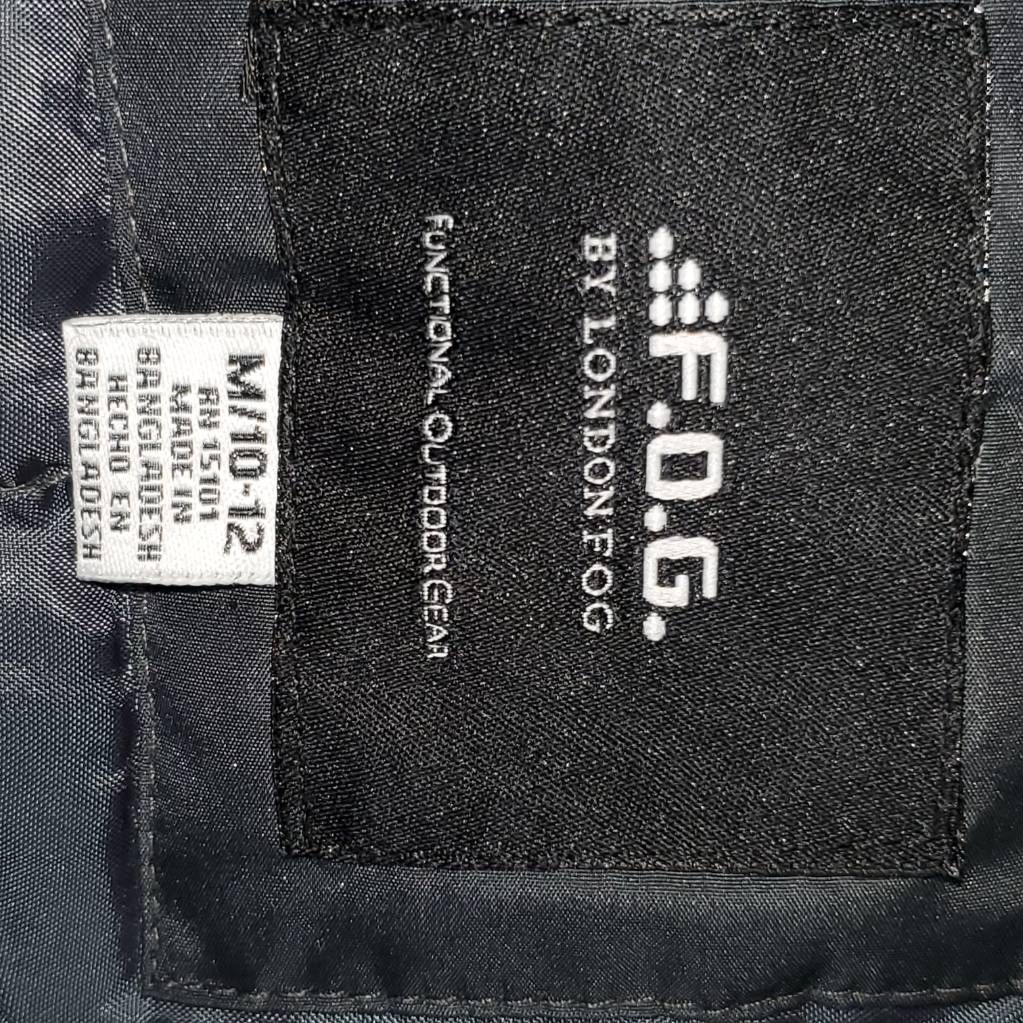 F.O.G.
BY LONDON FOG
FUNCTIONAL OUTDOOR GEAR
M/10-12
RN 15101
MADE IN
BANGLADESH
HECHO EN
BANGLADESH